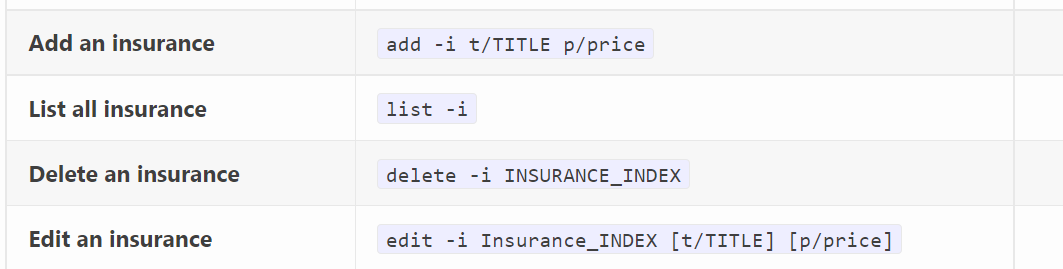 Add an insurance add -i t/TITLE p/price
List all insurance list -i
Delete an insurance delete -i INSURANCE_INDEX
Edit an insurance edit -i Insurance_INDEX [t/TITLE] [p/price]